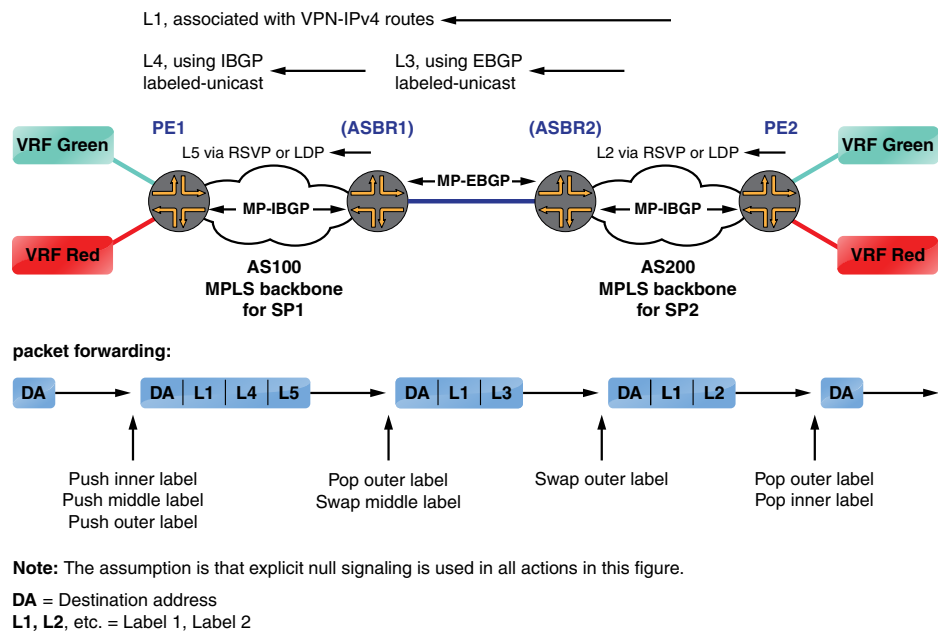 L1, associated with VPN-IPv4 routes
L4, using IBGP
labeled-unicast
L3, using EBGP
labeled-unicast
PE1
(ASBR1)
(ASBR2)
PE2
VRF Green
L5 via RSVP or LDP
L2 via RSVP or LDP
VRF Green
MP-EBGP
MP-IBGP
MP-IBGP
VRF Red
VRF Red
AS100
MPLS backbone
for SP1
AS200
MPLS backbone
for SP2
packet forwarding:
DA
DA L1 L4 L5
DA L1 L3
DA L1 L2
DA
Push inner label
Push middle label
Push outer label
Pop outer label
Swap middle label
Swap outer label
Pop outer label
Pop inner label
Note: The assumption is that explicit null signaling is used in all actions in this figure.
DA = Destination address
L1, L2, etc. = Label 1, Label 2